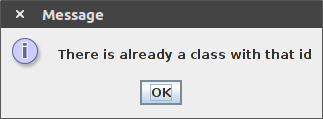 Message
There is already a class with that id
OK